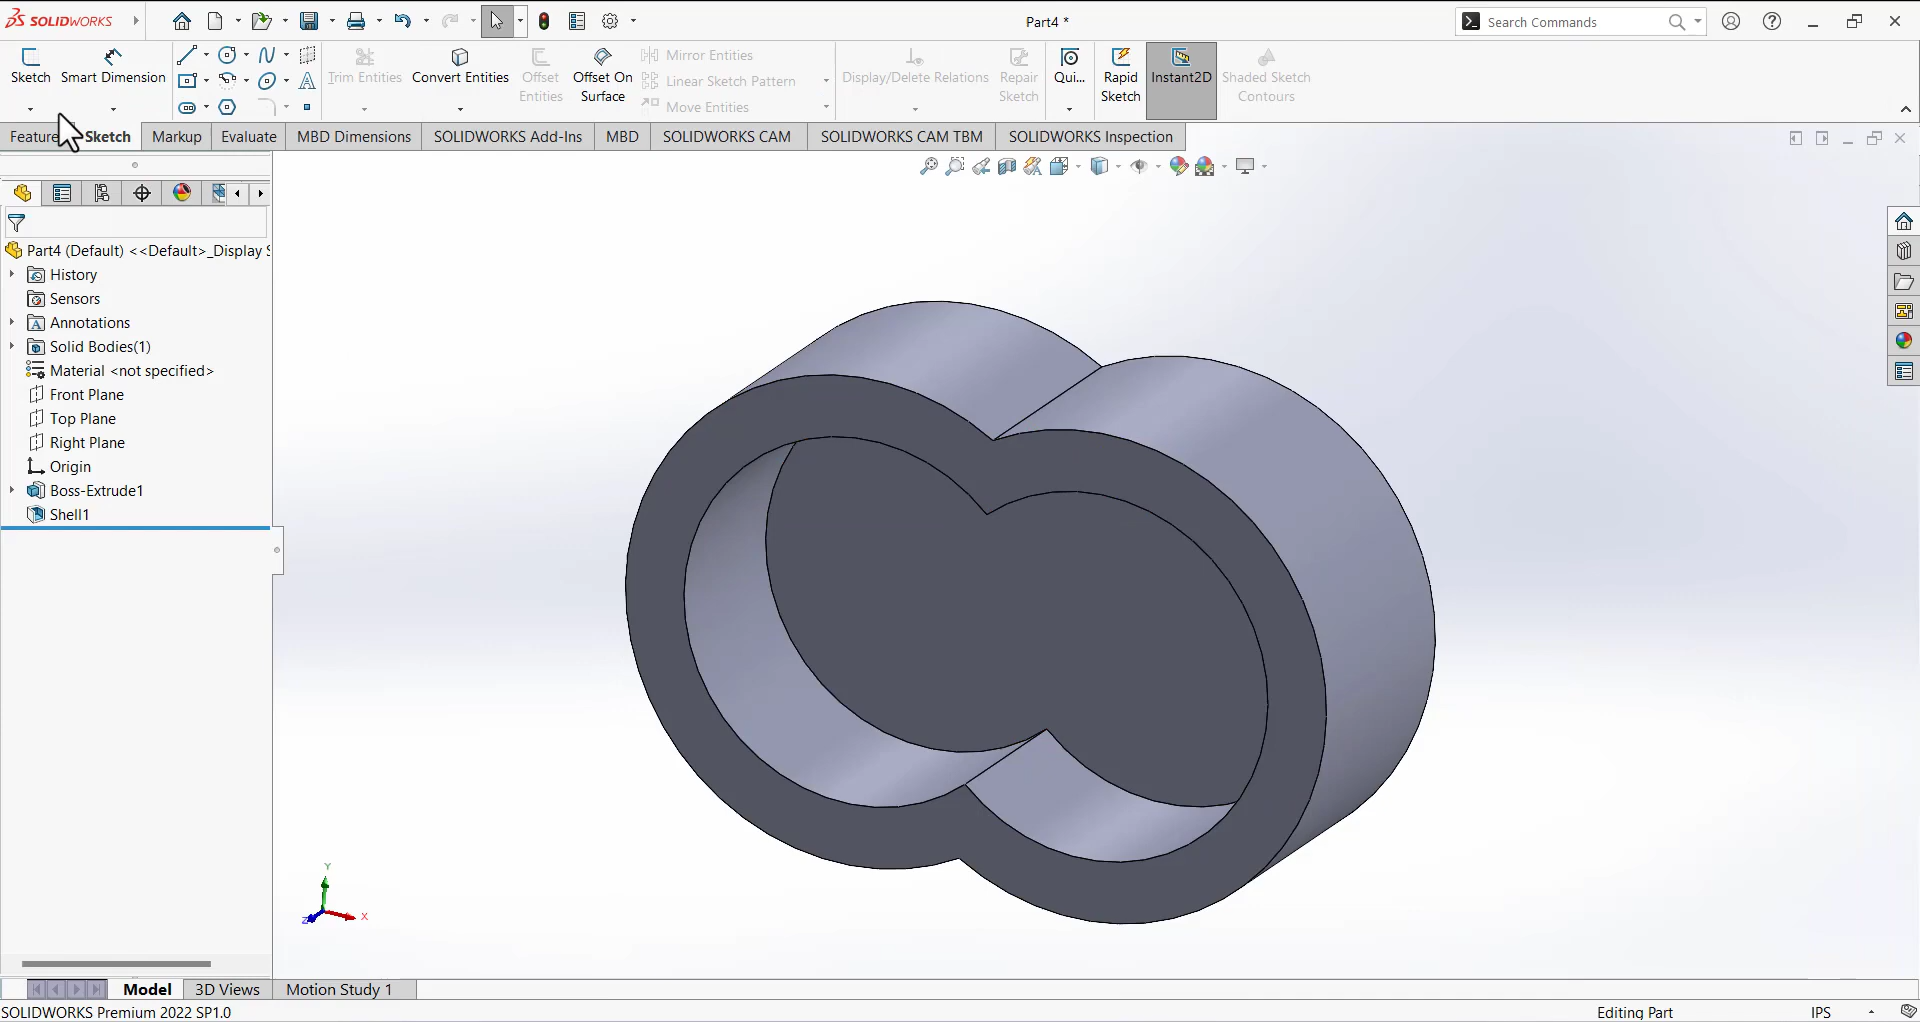 SOLIDWORKS
Part4 *
Search Commands
Sketch
Smart Dimension
Trim Entities
Convert Entities
Offset Entities
Offset On Surface
Mirror Entities
Linear Sketch Pattern
Move Entities
Display/Delete Relations
Repair Sketch
Qui...
Rapid Sketch
Instant2D
Shaded Sketch Contours
Feature
Sketch
Markup
Evaluate
MBD Dimensions
SOLIDWORKS Add-Ins
MBD
SOLIDWORKS CAM
SOLIDWORKS CAM TBM
SOLIDWORKS Inspection
Part4 (Default) <<Default>_Display S
History
Sensors
Annotations
Solid Bodies(1)
Material <not specified>
Front Plane
Top Plane
Right Plane
Origin
Boss-Extrude1
Shell1
Y
X
Z
Model
3D Views
Motion Study 1
SOLIDWORKS Premium 2022 SP1.0
Editing Part
IPS